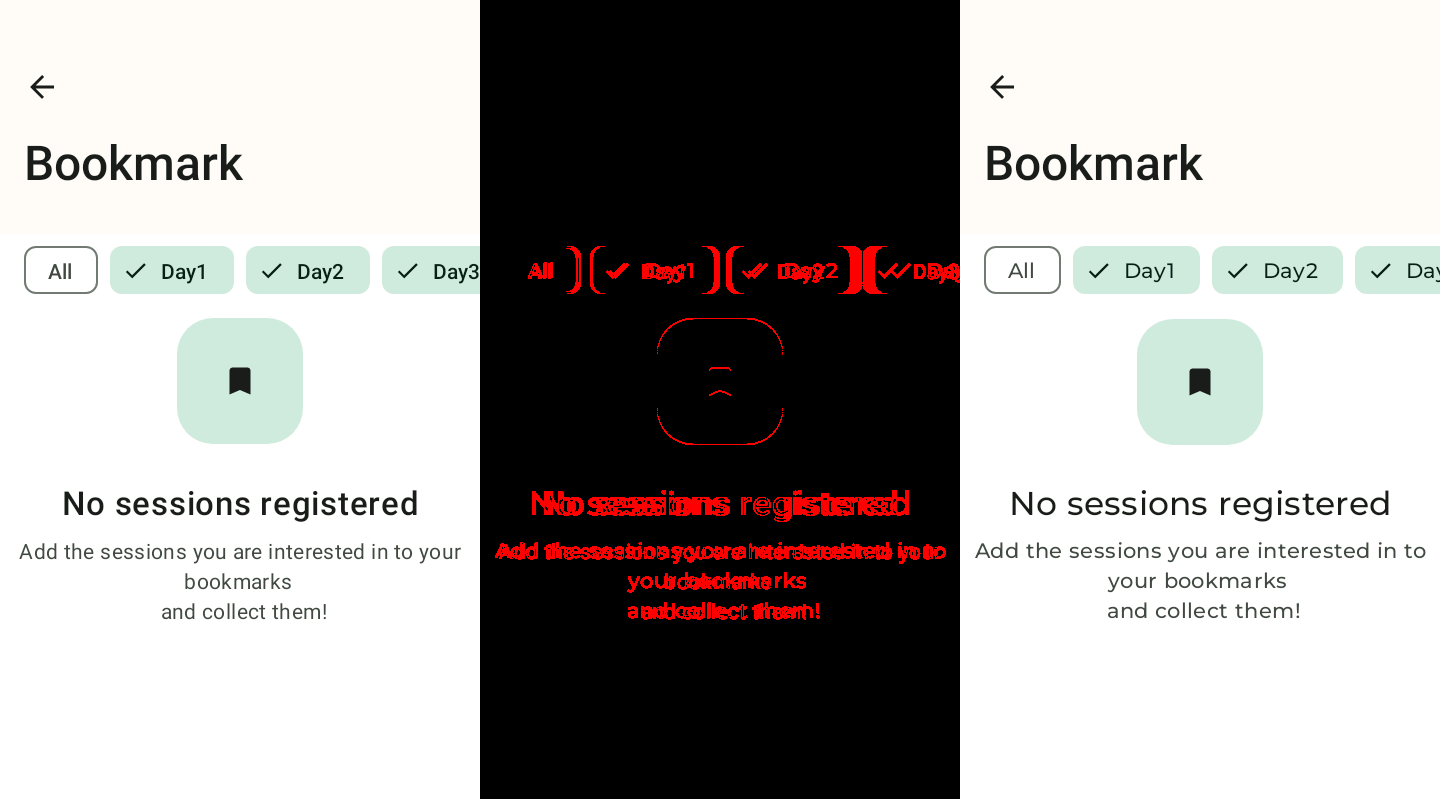 Bookmark
All Day1 Day2 Day3
No sessions registered
Add the sessions you are interested in to your
bookmarks
and collect them!
All Day1 Day2 Day3
No sessions registered
Add the sessions you are interested in to
your bookmarks
and collect them!
Bookmark
All Day1 Day2 Day
No sessions registered
Add the sessions you are interested in to
your bookmarks
and collect them!